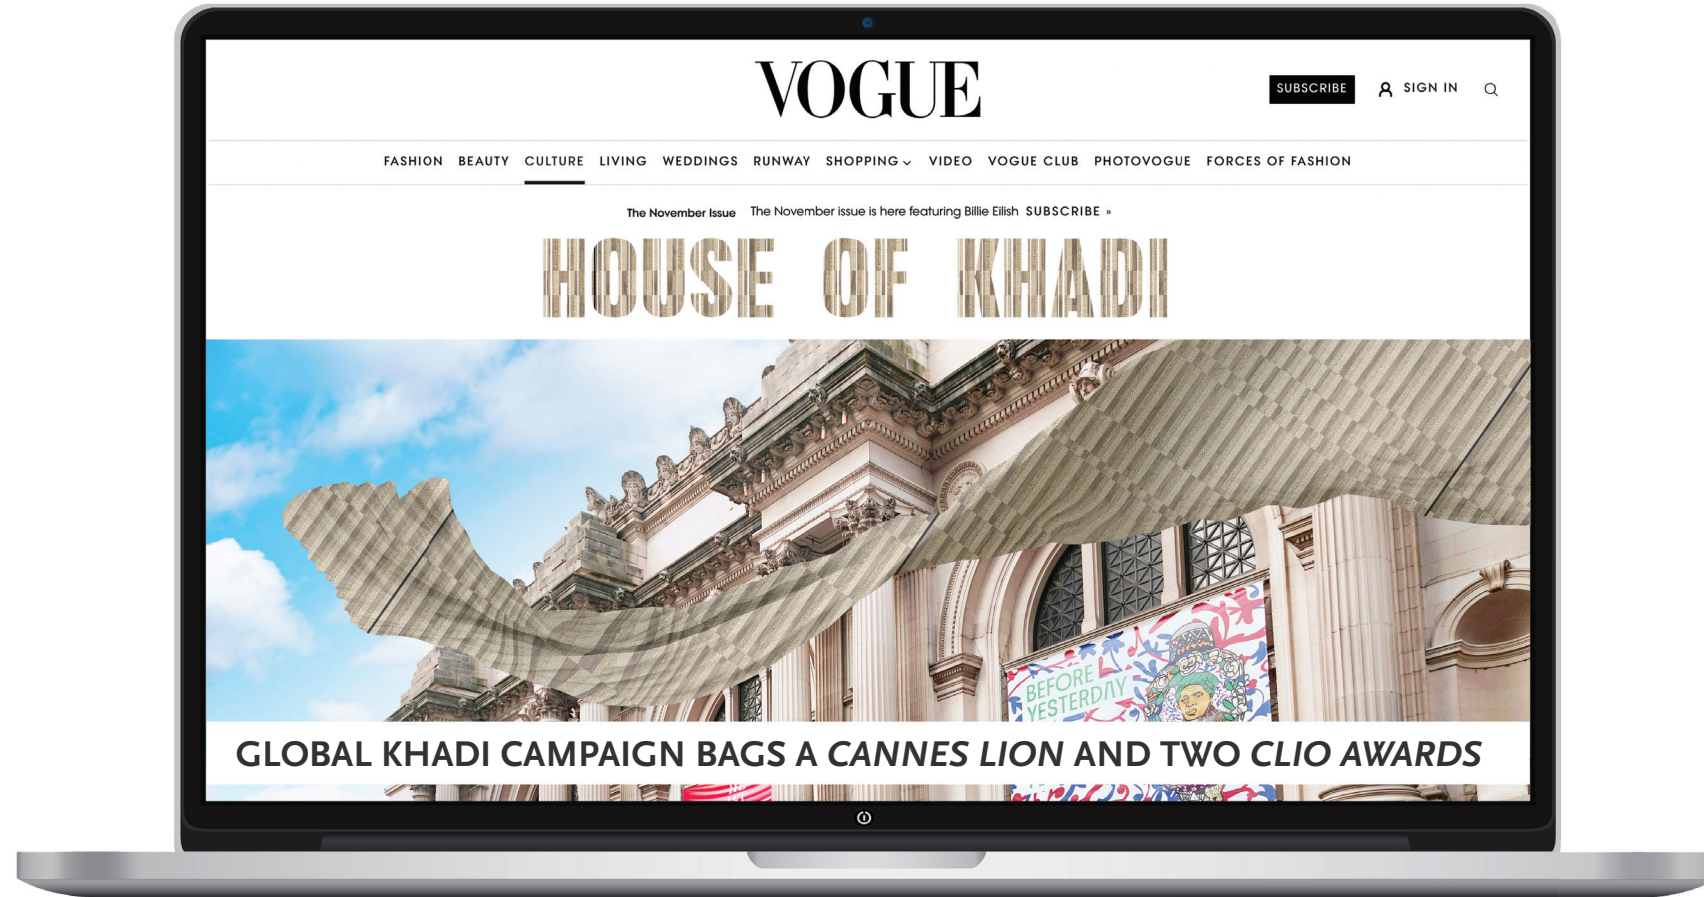 VOGUE
SUBSCRIBE SIGN IN
FASHION BEAUTY CULTURE LIVING WEDDINGS RUNWAY SHOPPING VIDEO VOGUE CLUB PHOTOVOGUE FORCES OF FASHION
The November Issue The November issue is here featuring Billie Eilish SUBSCRIBE »
HOUSE OF KHADI
BEFORE
YESTERDAY
GLOBAL KHADI CAMPAIGN BAGS A CANNES LION AND TWO CLIO AWARDS